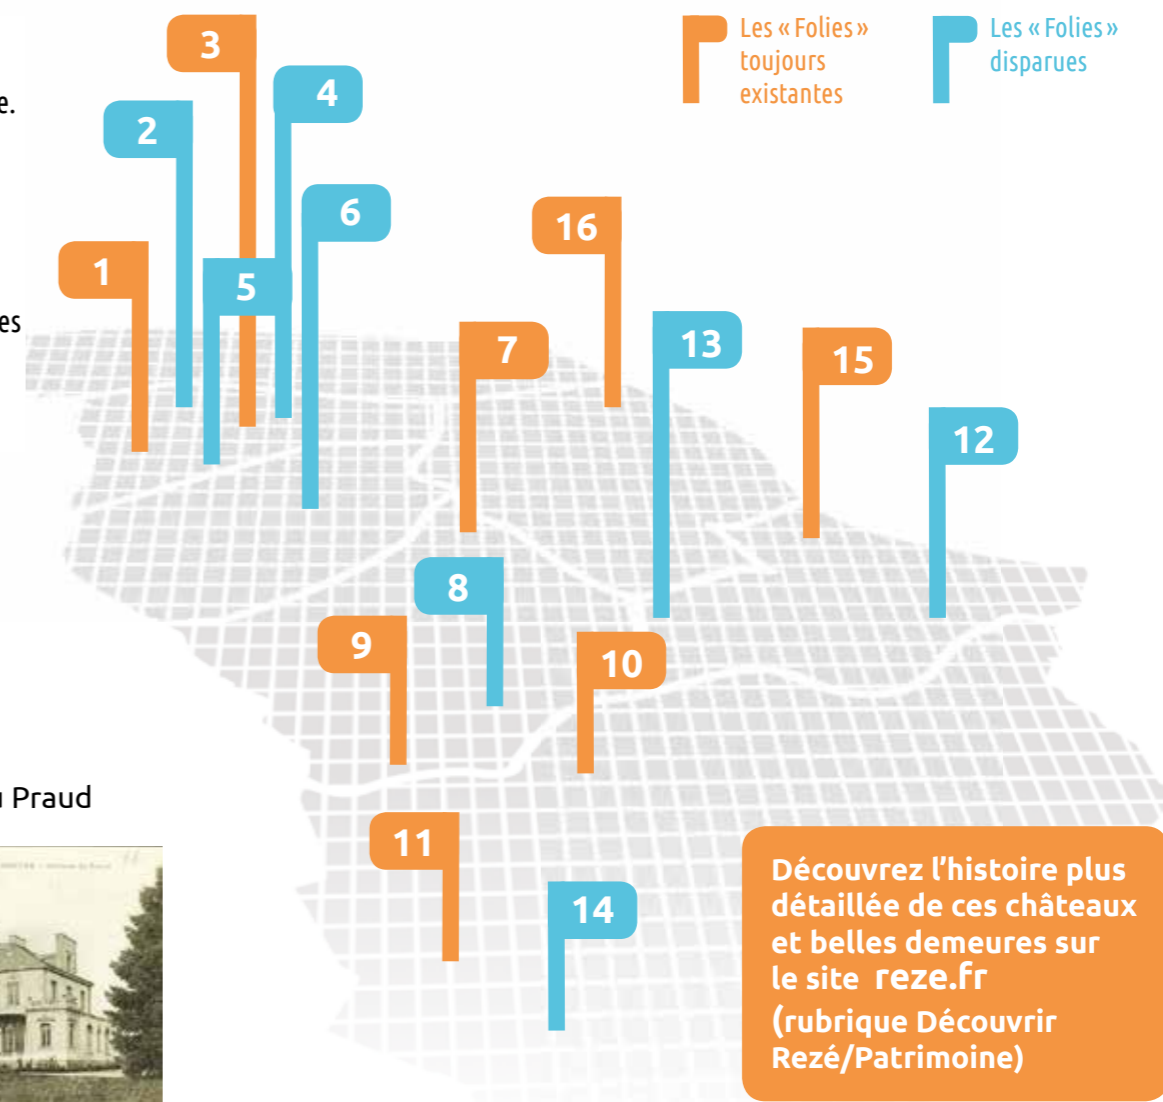 Les « Folies »
toujours
existantes
Les « Folies »
disparues
3
4
2
6
16
1
5
7
13
15
12
8
9
10
11
14
e.
es
Praud
Découvrez l’histoire plus
détaillée de ces châteaux
et belles demeures sur
le site reze.fr
(rubrique Découvrir
Rezé/Patrimoine)